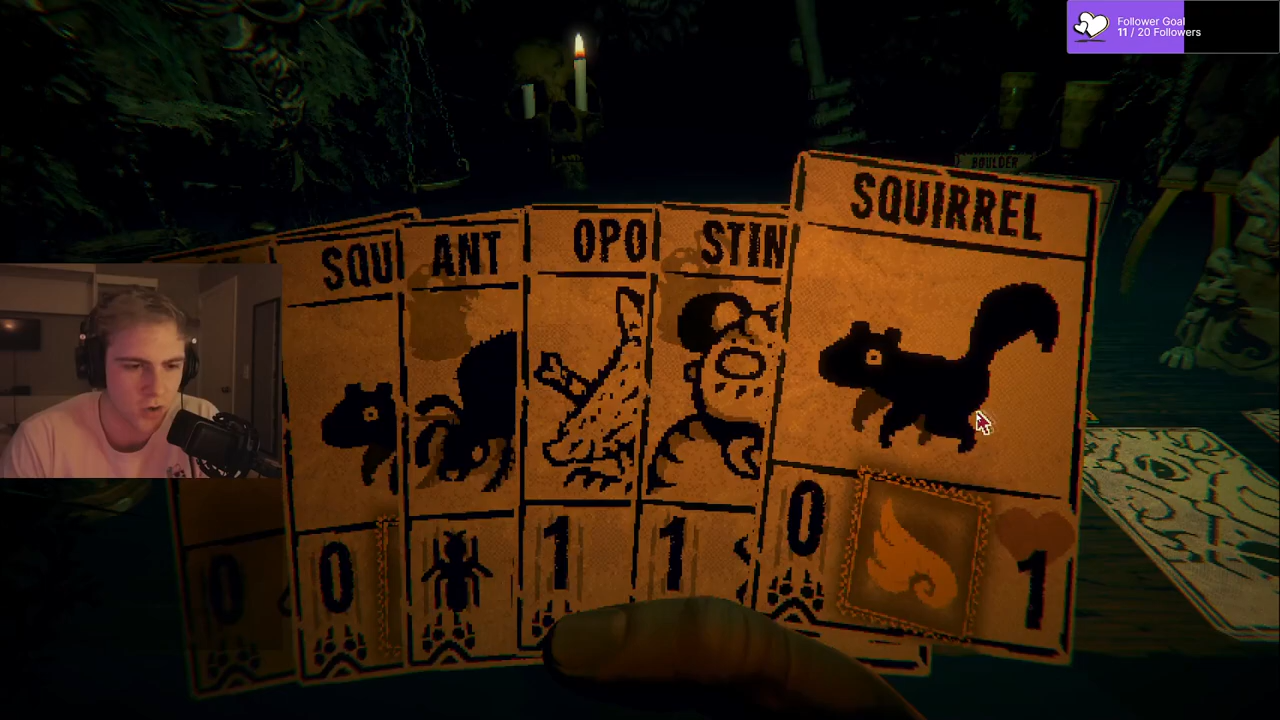 Follower Goal
11 / 20 Followers
BOULDER
SQUIRREL
SQU
ANT
OPO
STIN
0
0
1
1
0
1